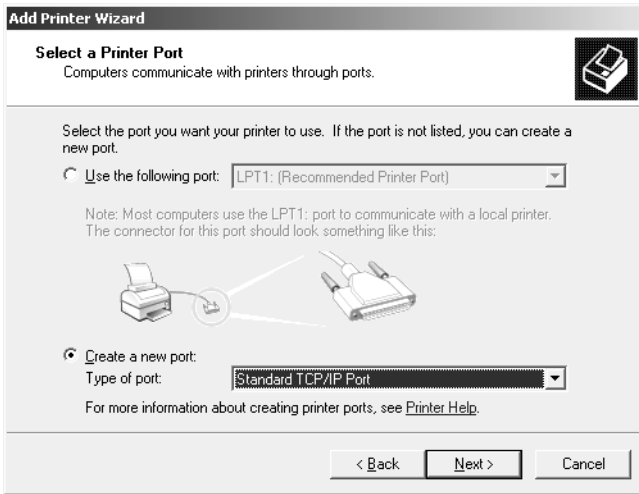 Add Printer Wizard
Select a Printer Port
Computers communicate with printers through ports.
Select the port you want your printer to use.  If the port is not listed, you can create a
new port.
Use the following port:
LPT1: (Recommended Printer Port)
Note: Most computers use the LPT1: port to communicate with a local printer.
The connector for this port should look something like this:
Create a new port:
Type of port:
Standard TCP/IP Port
For more information about creating printer ports, see Printer Help.
< Back
Next >
Cancel